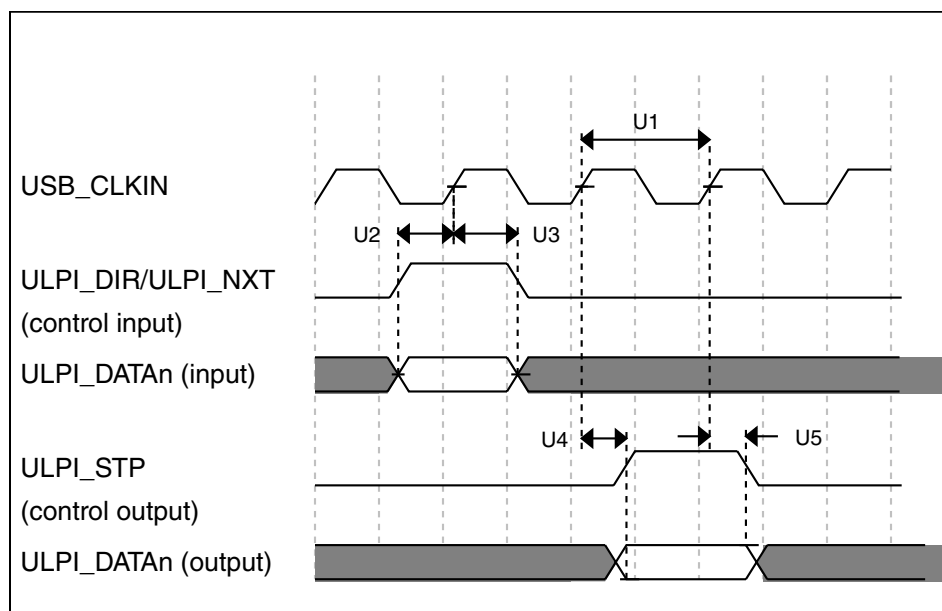 U1
USB_CLKIN
U2
U3
ULPI_DIR/ULPI_NXT
(control input)
ULPI_DATAn (input)
U4
U5
ULPI_STP
(control output)
ULPI_DATAn (output)